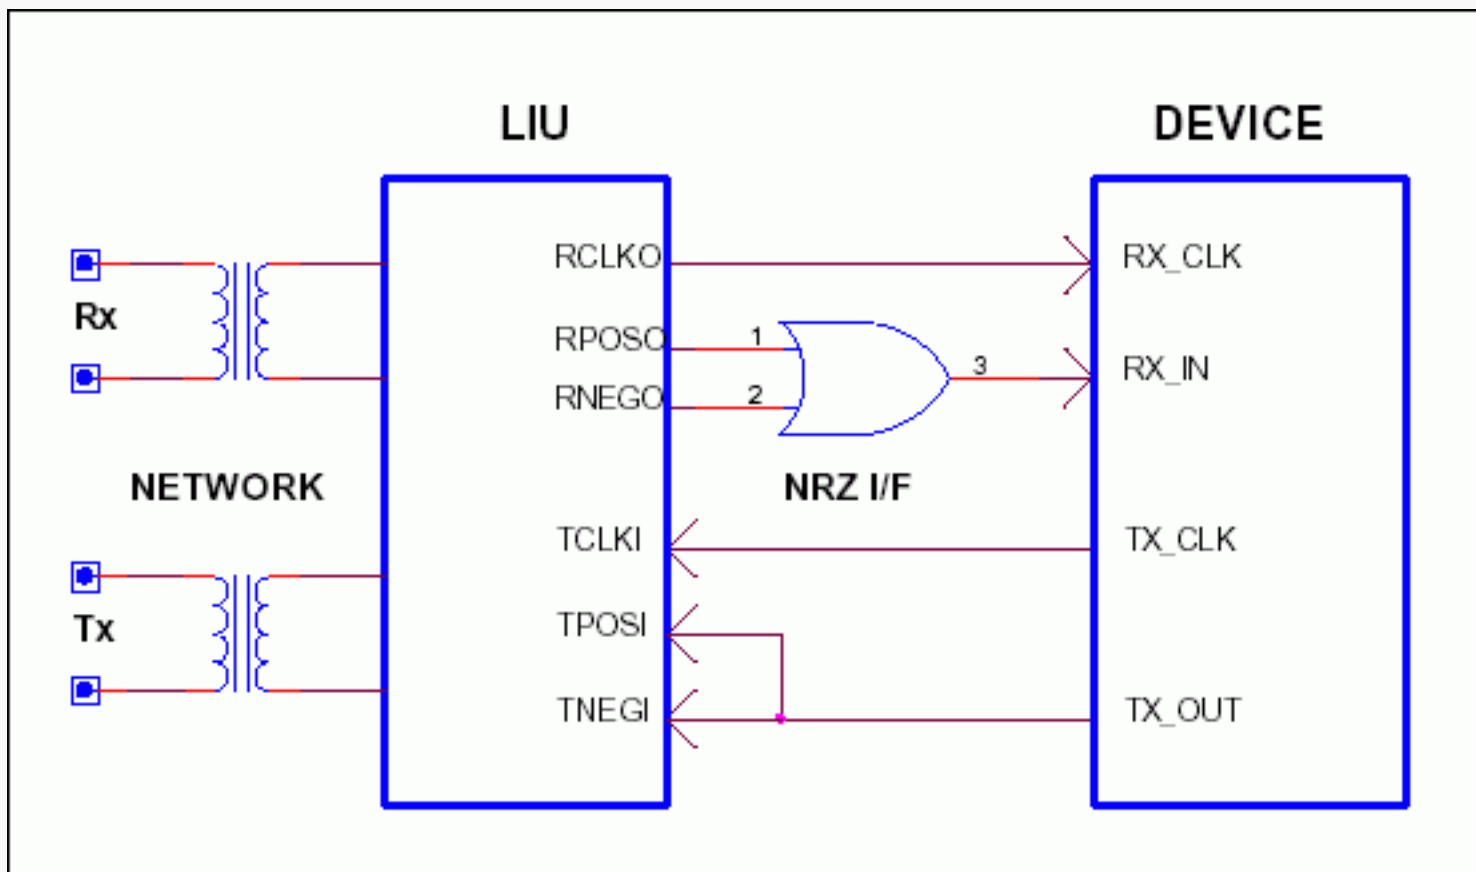 LIU
DEVICE
RCLKO
RX_CLK
Rx
RPOSO
1
3
RX_IN
RNEGO
2
NETWORK
NRZ I/F
TCLKI
TX_CLK
Tx
TPOSI
TNEGI
TX_OUT